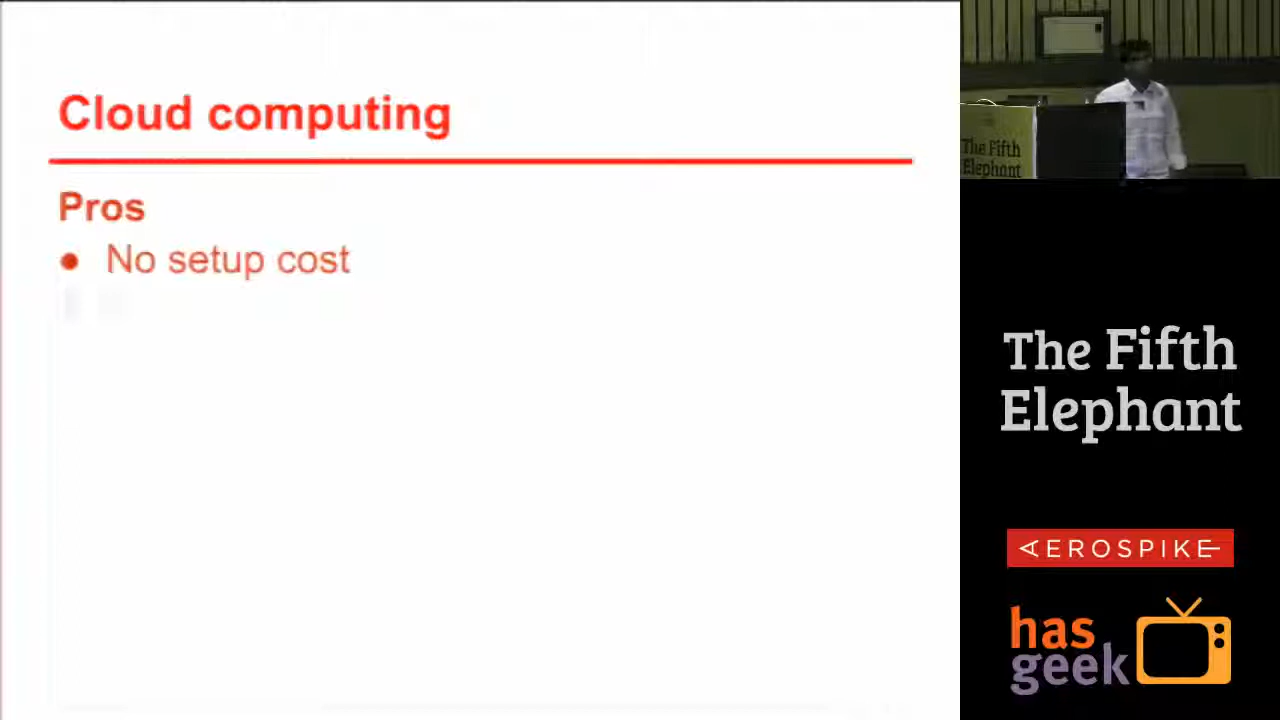 Cloud computing
Pros
• No setup cost
The Fifth
Elephant
The Fifth
Elephant
AEROSPIKE
has
geek